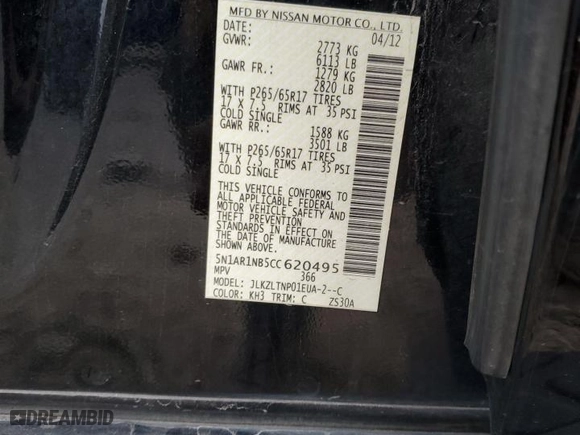 MFD BY NISSAN MOTOR CO., LTD.
DATE: 04/12
GVWR: 2773 KG
6113 LB
GAWR FR.: 1279 KG
2820 LB
WITH P265/65R17 TIRES
17 X 7.5 RIMS AT 35 PSI
COLD SINGLE
GAWR RR.: 1588 KG
3501 LB
WITH P265/65R17 TIRES
17 X 7.5 RIMS AT 35 PSI
COLD SINGLE
THIS VEHICLE CONFORMS TO
ALL APPLICABLE FEDERAL
MOTOR VEHICLE SAFETY AND
THEFT PREVENTION
STANDARDS IN EFFECT ON
THE DATE OF MANUFACTURE
SHOWN ABOVE.
5N1AR1NB5CC620495
MPV 366
MODEL: JLKZLTNP01EUA-2--C
COLOR: KH3 TRIM: C ZS30A
DREAMBID